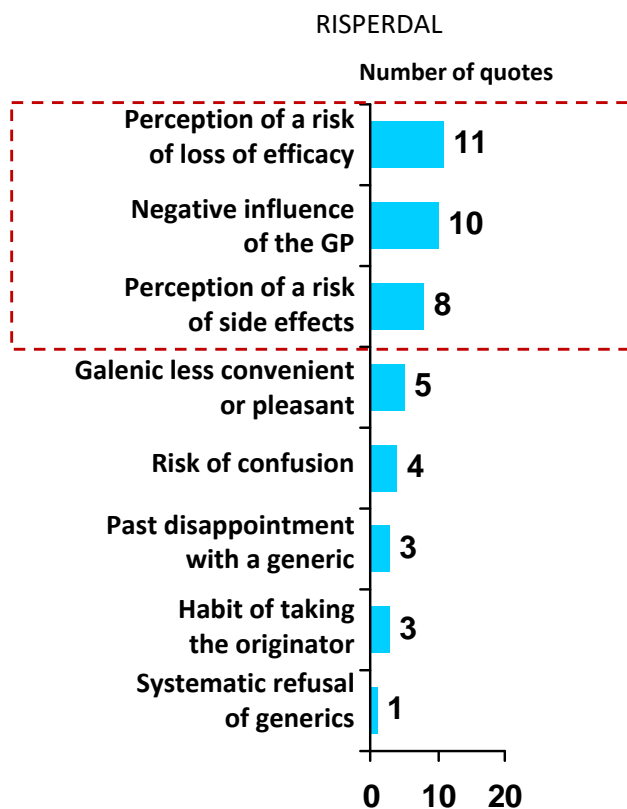 RISPERDAL
Number of quotes
Perception of a risk
of loss of efficacy
11
Negative influence
of the GP
10
Perception of a risk
of side effects
8
Galenic less convenient
or pleasant
5
Risk of confusion
4
Past disappointment
with a generic
3
Habit of taking
the originator
3
Systematic refusal
of generics
1
0 10 20